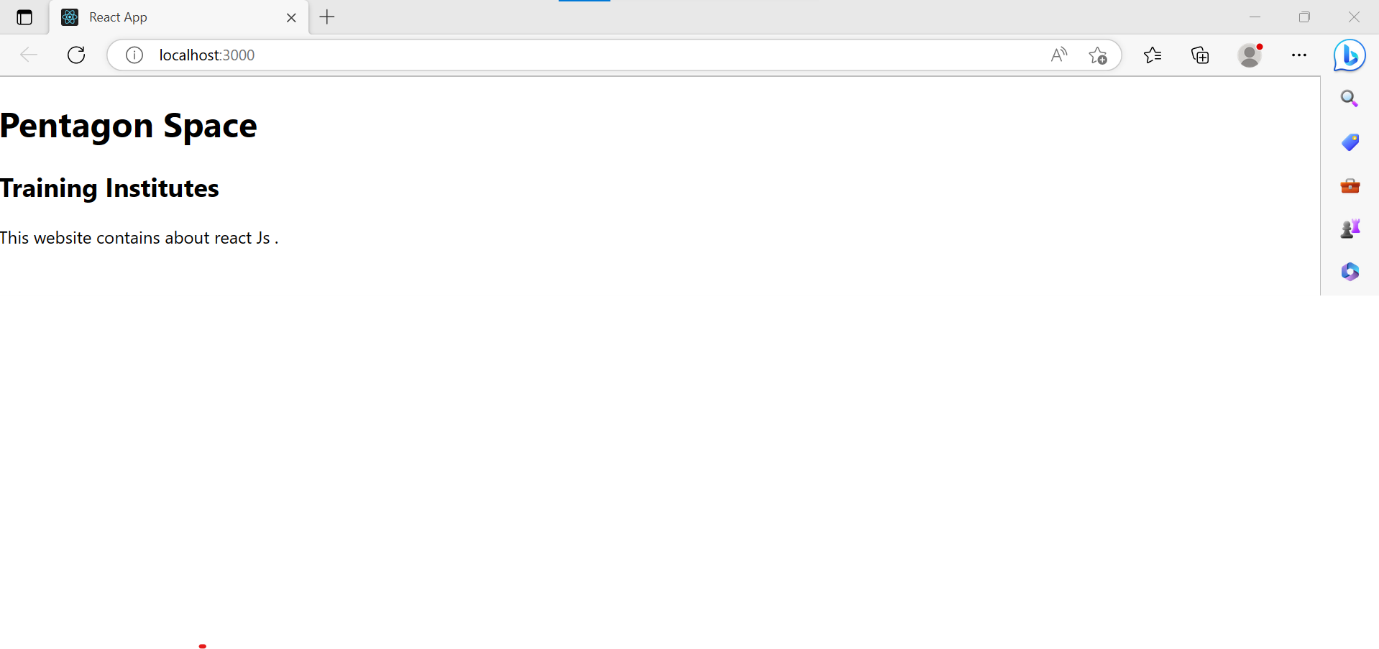 React App
localhost:3000
Pentagon Space
Training Institutes
This website contains about react Js .